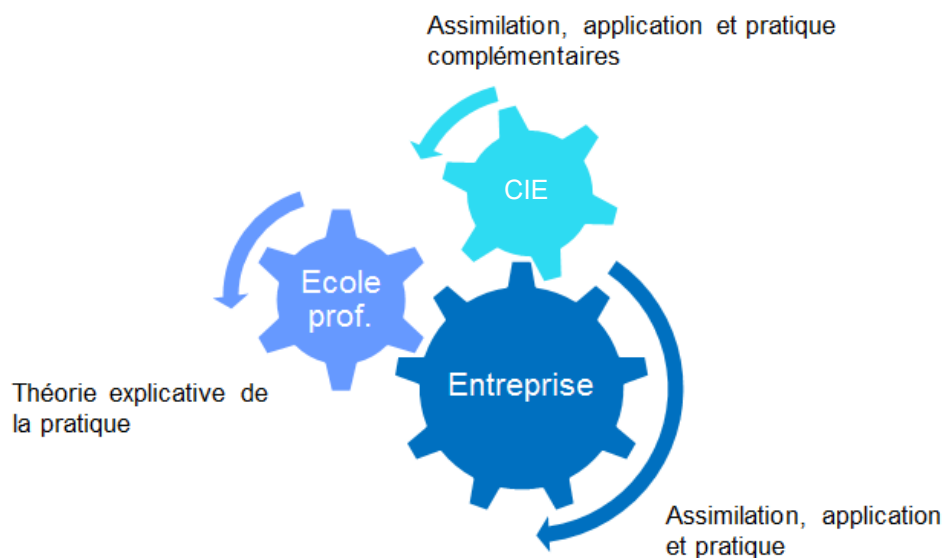 Assimilation, application et pratique
complémentaires
CIE
Ecole
prof.
Entreprise
Théorie explicative de
la pratique
Assimilation, application
et pratique